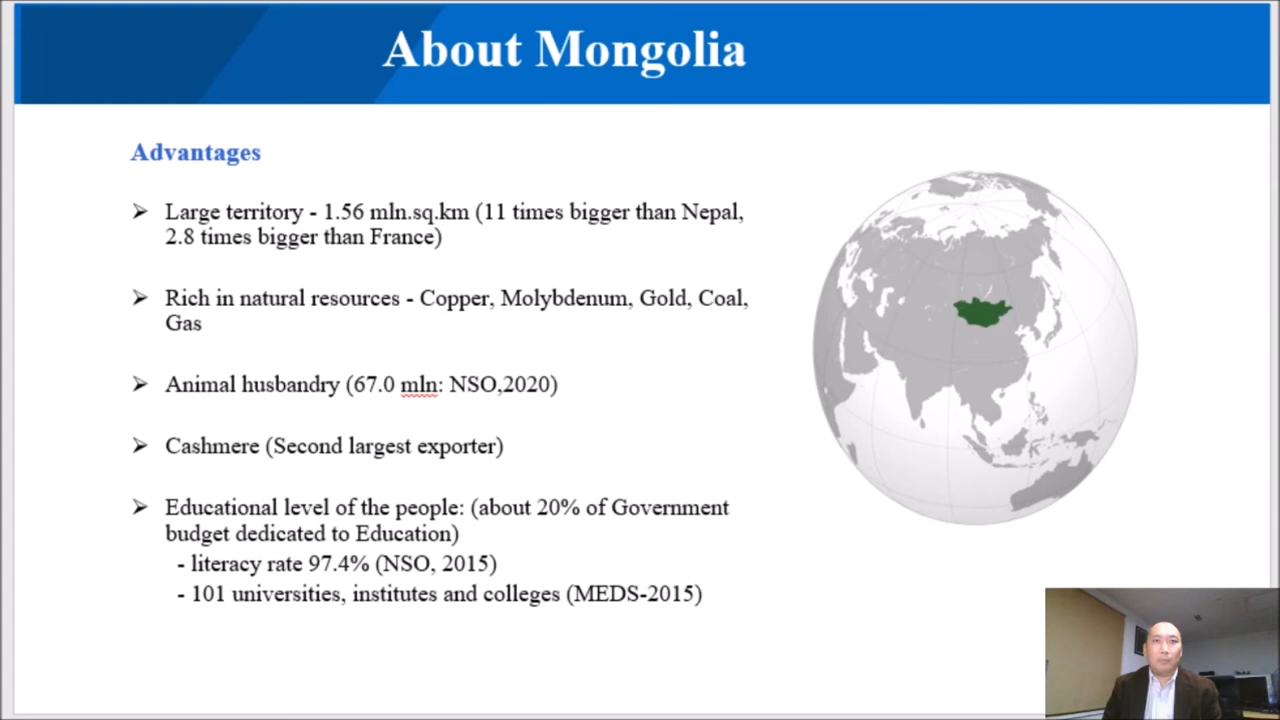 About Mongolia
Advantages
➢ Large territory - 1.56 mln.sq.km (11 times bigger than Nepal,
2.8 times bigger than France)
➢ Rich in natural resources - Copper, Molybdenum, Gold, Coal,
Gas
➢ Animal husbandry (67.0 mln: NSO,2020)
➢ Cashmere (Second largest exporter)
➢ Educational level of the people: (about 20% of Government
budget dedicated to Education)
- literacy rate 97.4% (NSO, 2015)
- 101 universities, institutes and colleges (MEDS-2015)